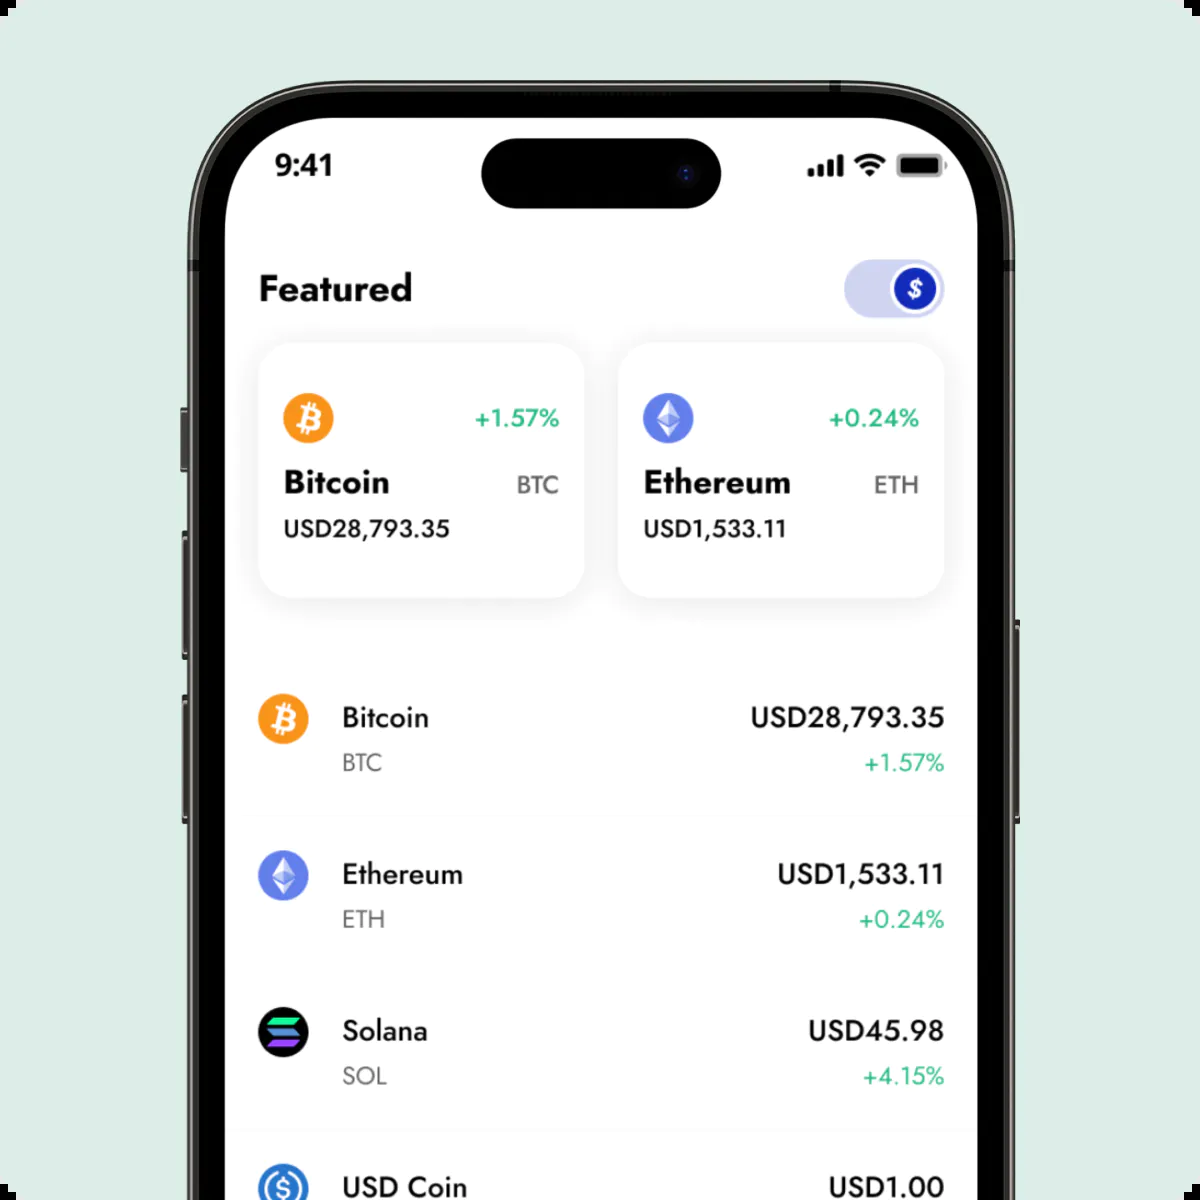 9:41
Featured
$
+1.57%
Bitcoin BTC
USD28,793.35
+0.24%
Ethereum ETH
USD1,533.11
Bitcoin USD28,793.35
BTC +1.57%
Ethereum USD1,533.11
ETH +0.24%
Solana USD45.98
SOL +4.15%
USD Coin USD1.00